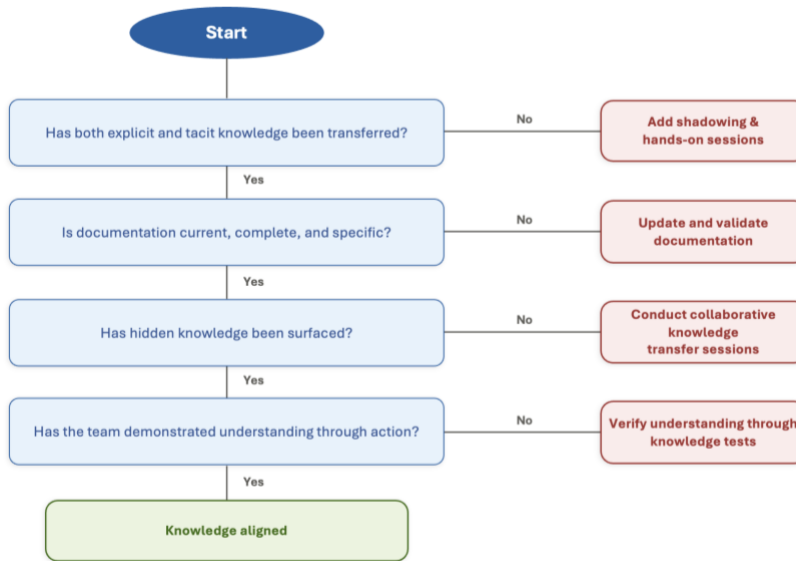 Start
Has both explicit and tacit knowledge been transferred?
No
Add shadowing &
hands-on sessions
Yes
Is documentation current, complete, and specific?
No
Update and validate
documentation
Yes
Has hidden knowledge been surfaced?
No
Conduct collaborative
knowledge
transfer sessions
Yes
Has the team demonstrated understanding through action?
No
Verify understanding through
knowledge tests
Yes
Knowledge aligned